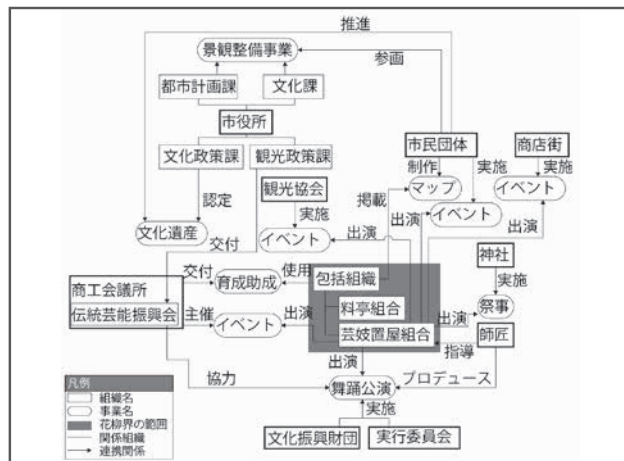 推進
景観整備事業
参画
都市計画課
文化課
市役所
市民団体
商店街
文化政策課
観光政策課
制作
実施
実施
観光協会
掲載
マップ
イベント
認定
実施
出演
イベント
文化遺産
イベント
出演
出演
交付
神社
商工会議所
交付
育成助成
使用
包括組織
実施
伝統芸能振興会
料亭組合
祭事
主催
イベント
出演
芸妓置屋組合
出演
師匠
指導
出演
凡例
協力
舞踊公演
プロデュース
組織名
事業名
実施
花柳界の範囲
関係組織
文化振興財団
実行委員会
連携関係